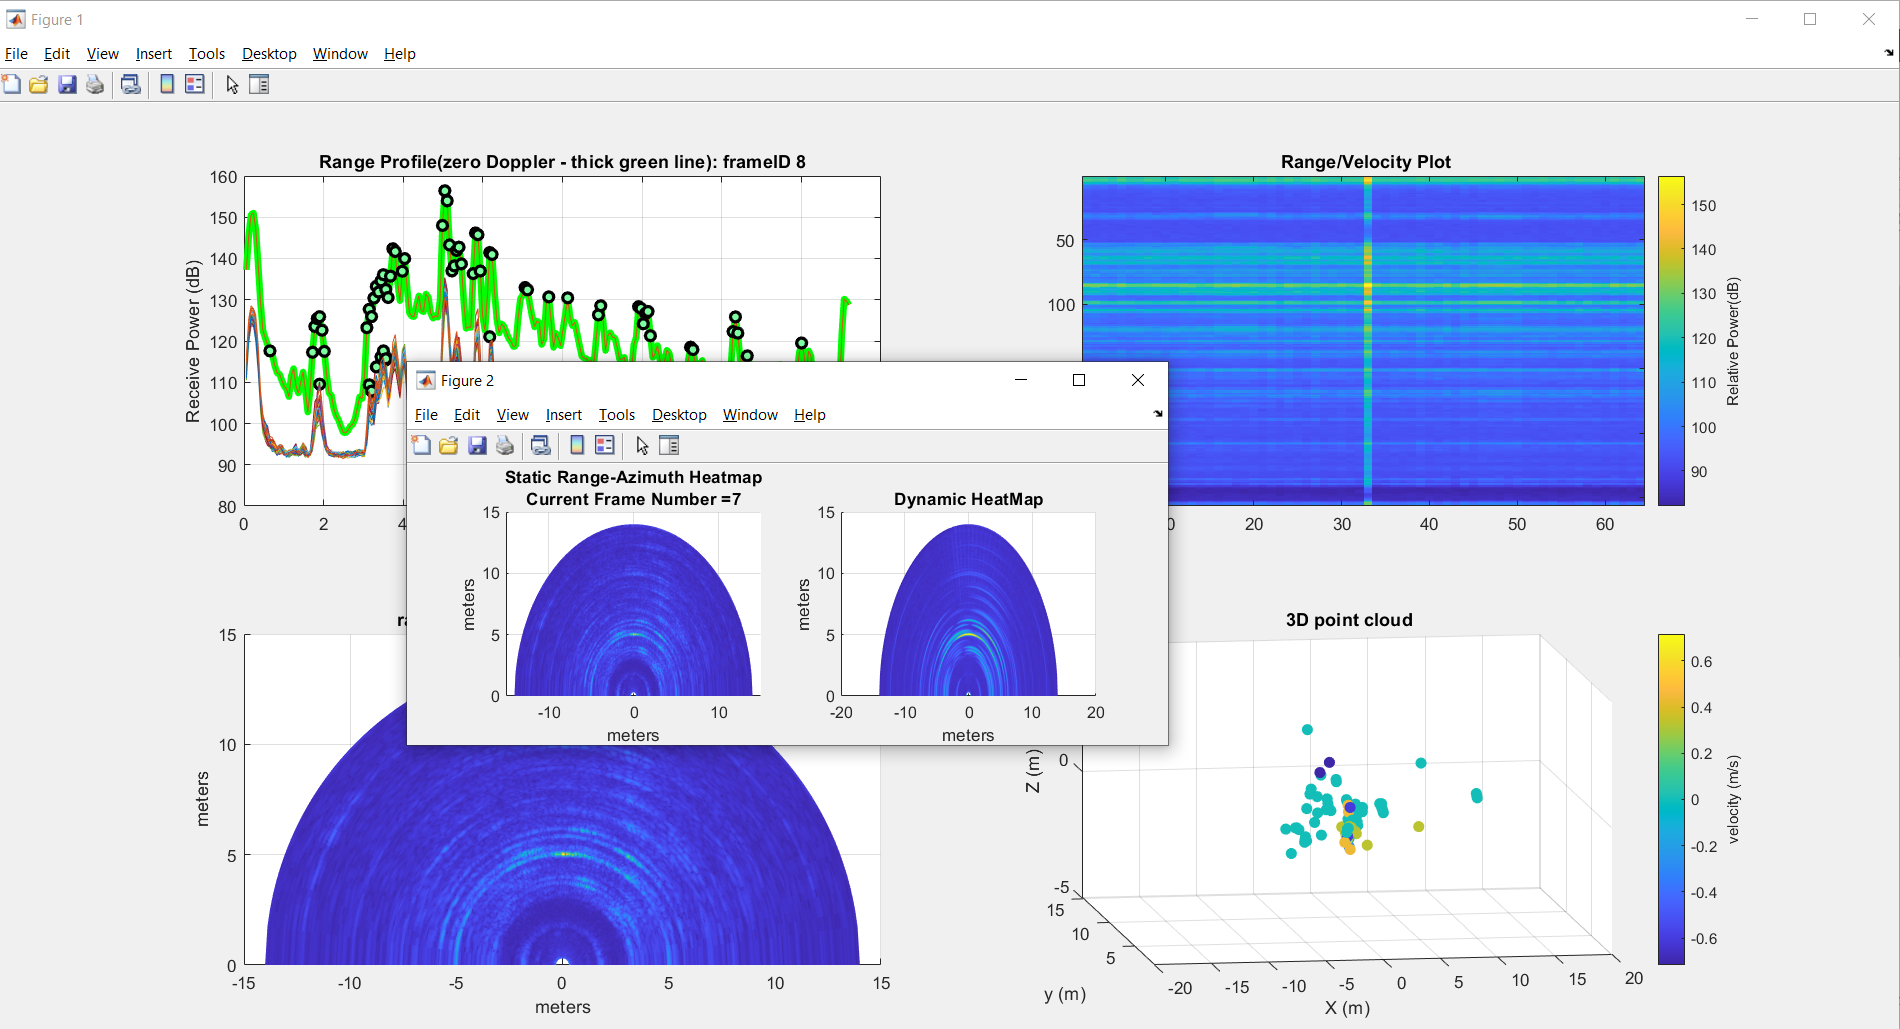 Figure 1
File Edit View Insert Tools Desktop Window Help
Range Profile(zero Doppler - thick green line): frameID 8
Receive Power (dB)
160
150
140
130
120
110
100
90
80
0 2 4
Range/Velocity Plot
50
100
0 20 30 40 50 60
150
140
130
120
110
100
90
Relative Power(dB)
Figure 2
File Edit View Insert Tools Desktop Window Help
Static Range-Azimuth Heatmap
Current Frame Number =7
meters
15
10
5
0
-10 0 10
meters
Dynamic HeatMap
meters
15
10
5
0
-20 -10 0 10 20
meters
ra
meters
15
10
5
0
-15 -10 -5 0 5 10 15
meters
3D point cloud
Z (m)
0
-5
15
10
5
y (m)
-20 -15 -10 -5 0 5 10 15 20
X (m)
0.6
0.4
0.2
0
-0.2
-0.4
-0.6
velocity (m/s)